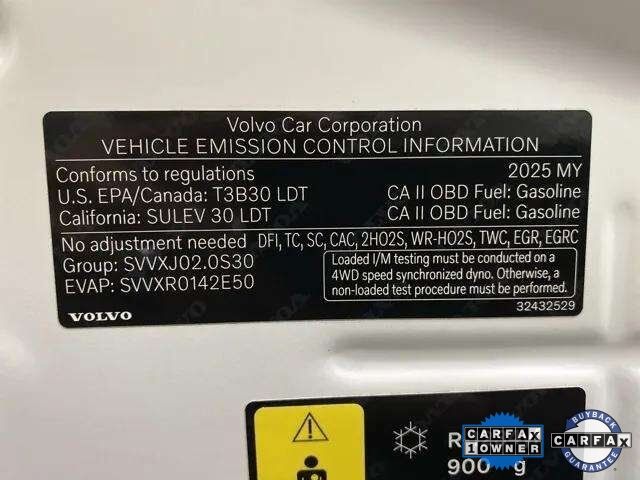 Volvo Car Corporation
VEHICLE EMISSION CONTROL INFORMATION
Conforms to regulations 2025 MY
U.S. EPA/Canada: T3B30 LDT CA II OBD Fuel: Gasoline
California: SULEV 30 LDT CA II OBD Fuel: Gasoline
No adjustment needed DFI, TC, SC, CAC, 2HO2S, WR-HO2S, TWC, EGR, EGRC
Group: SVVXJ02.0S30
EVAP: SVVXR0142E50
Loaded I/M testing must be conducted on a
4WD speed synchronized dyno. Otherwise, a
non-loaded test procedure must be performed.
VOLVO 32432529
900 g
CARFAX
1 OWNER
BUYBACK
CARFAX
GUARANTEE